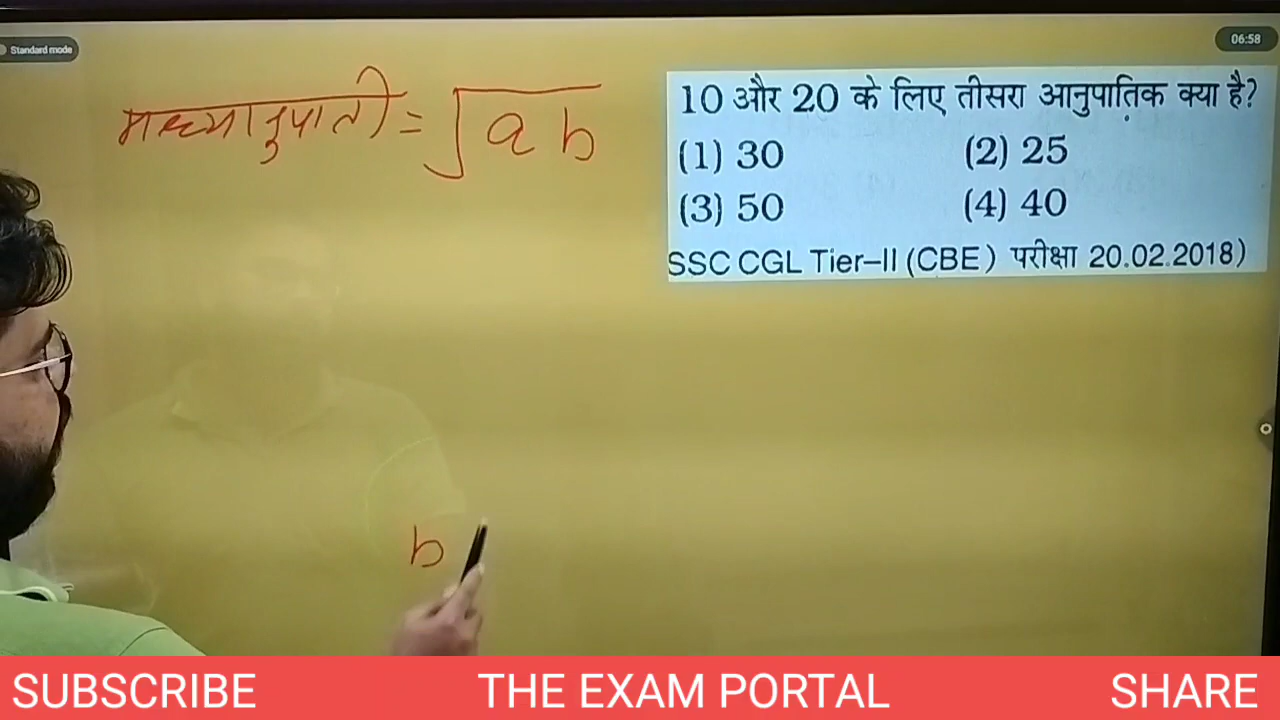 Standard mode
06:58
मध्यानुपाती = √ab
10 और 20 के लिए तीसरा आनुपातिक क्या है?
(1) 30 (2) 25
(3) 50 (4) 40
SSC CGL Tier–II (CBE) परीक्षा 20.02.2018)
b
SUBSCRIBE THE EXAM PORTAL SHARE